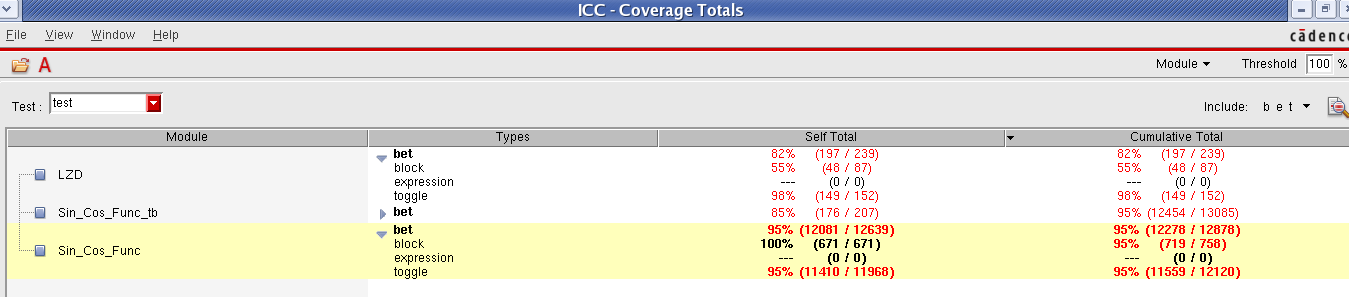 ICC - Coverage Totals
File View Window Help
cādence
A Module Threshold 100 %
Test : test Include: b e t
Module Types Self Total Cumulative Total
bet 82% (197 / 239) 82% (197 / 239)
LZD block 55% (48 / 87) 55% (48 / 87)
expression --- (0 / 0) --- (0 / 0)
toggle 98% (149 / 152) 98% (149 / 152)
Sin_Cos_Func_tb bet 85% (176 / 207) 95% (12454 / 13085)
bet 95% (12081 / 12639) 95% (12278 / 12878)
Sin_Cos_Func block 100% (671 / 671) 95% (719 / 758)
expression --- (0 / 0) --- (0 / 0)
toggle 95% (11410 / 11968) 95% (11559 / 12120)